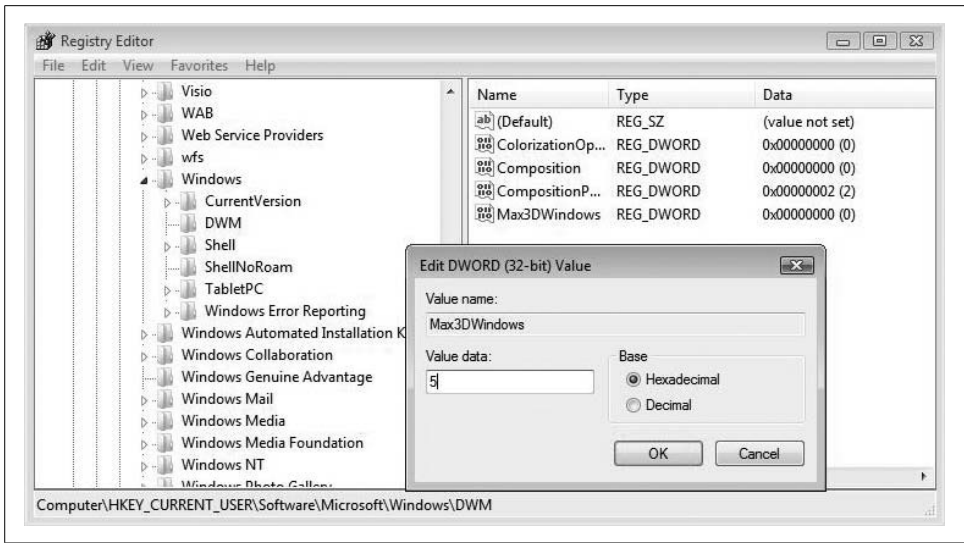 Registry Editor
File Edit View Favorites Help
Visio
WAB
Web Service Providers
wfs
Windows
CurrentVersion
DWM
Shell
ShellNoRoam
TabletPC
Windows Error Reporting
Windows Automated Installation K
Windows Collaboration
Windows Genuine Advantage
Windows Mail
Windows Media
Windows Media Foundation
Windows NT
Windows Photo Gallery
Name Type Data
(Default) REG_SZ (value not set)
ColorizationOp... REG_DWORD 0x00000000 (0)
Composition REG_DWORD 0x00000000 (0)
CompositionP... REG_DWORD 0x00000002 (2)
Max3DWindows REG_DWORD 0x00000000 (0)
Edit DWORD (32-bit) Value
Value name:
Max3DWindows
Value data:
5
Base
Hexadecimal
Decimal
OK Cancel
Computer\HKEY_CURRENT_USER\Software\Microsoft\Windows\DWM